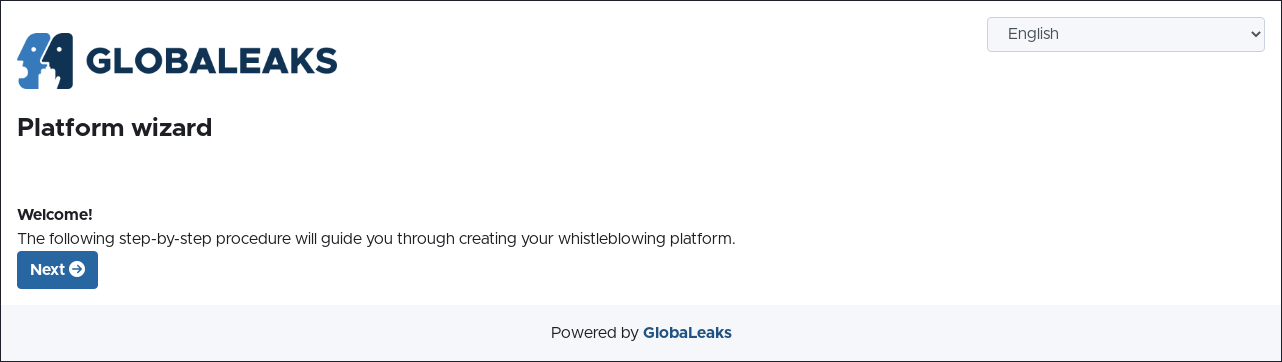 GLOBALEAKS
English
Platform wizard
Welcome!
The following step-by-step procedure will guide you through creating your whistleblowing platform.
Next
Powered by GlobaLeaks